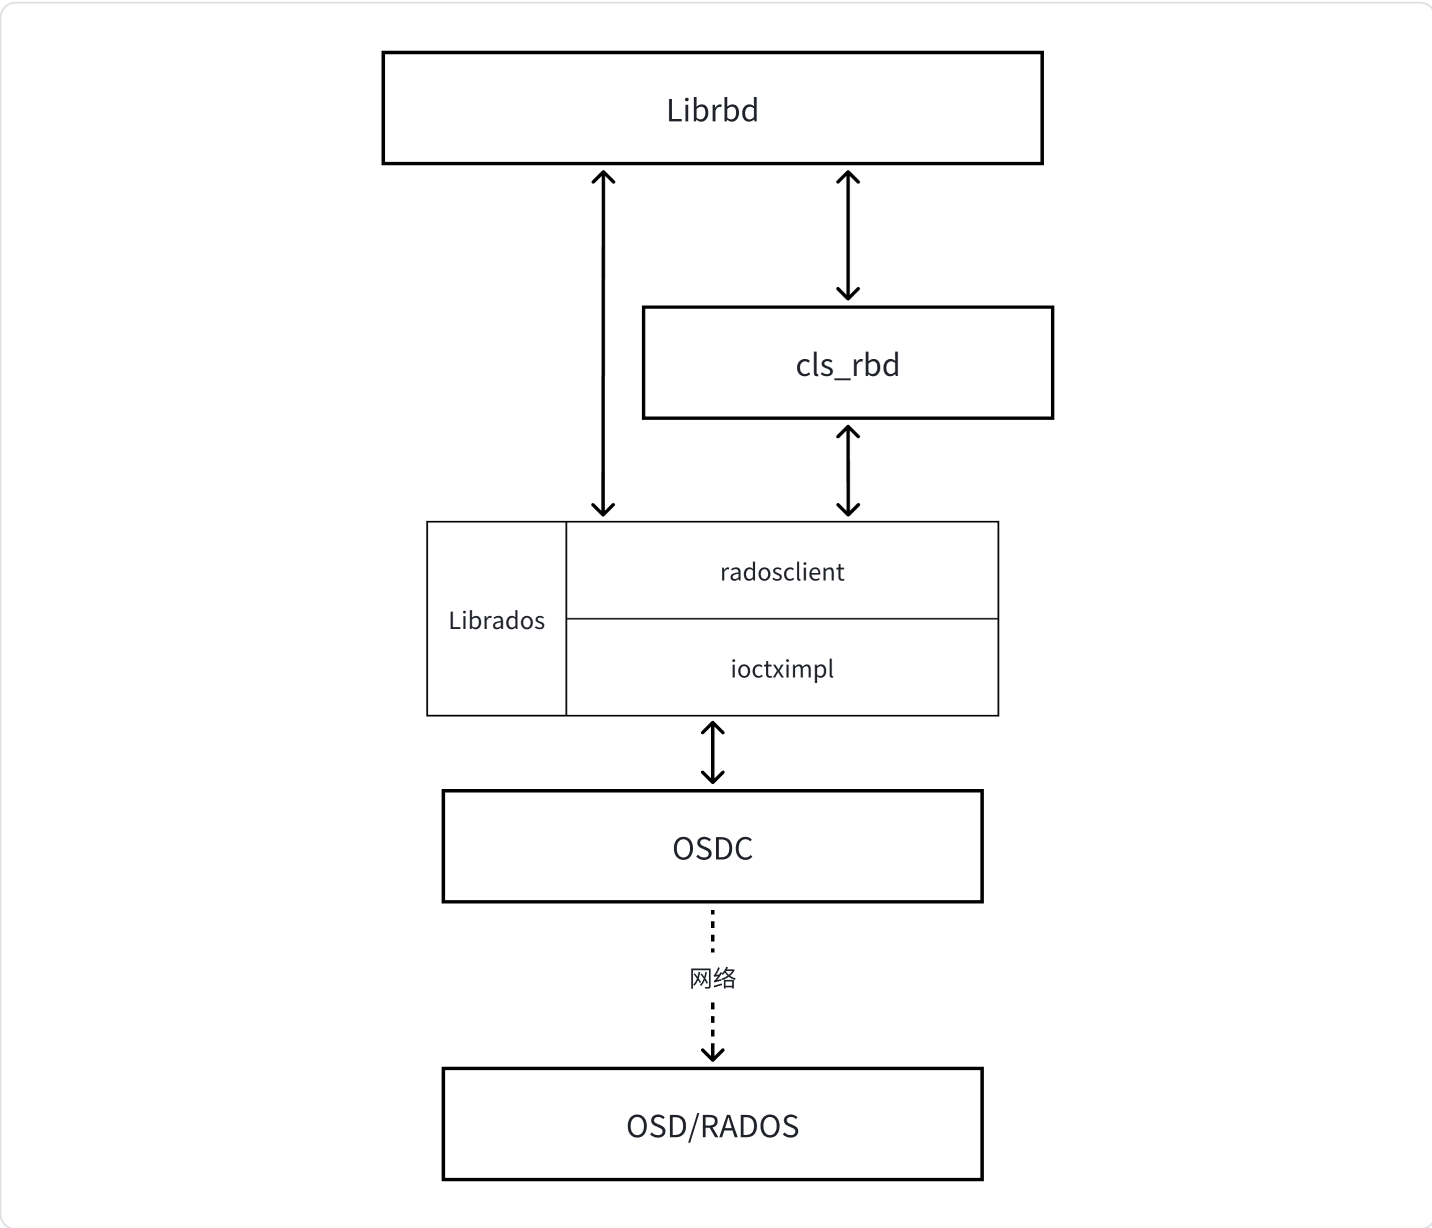 Librbd
cls_rbd
Librados
radosclient
ioctximpl
OSDC
网络
OSD/RADOS